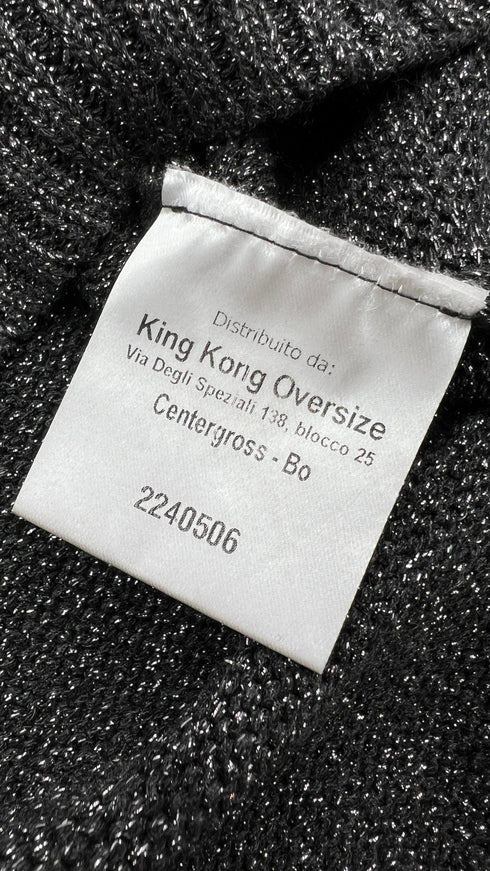 Distribuito da:
King Kong Oversize
Via Degli Speziali 138, blocco 25
Centergross - Bo
2240506